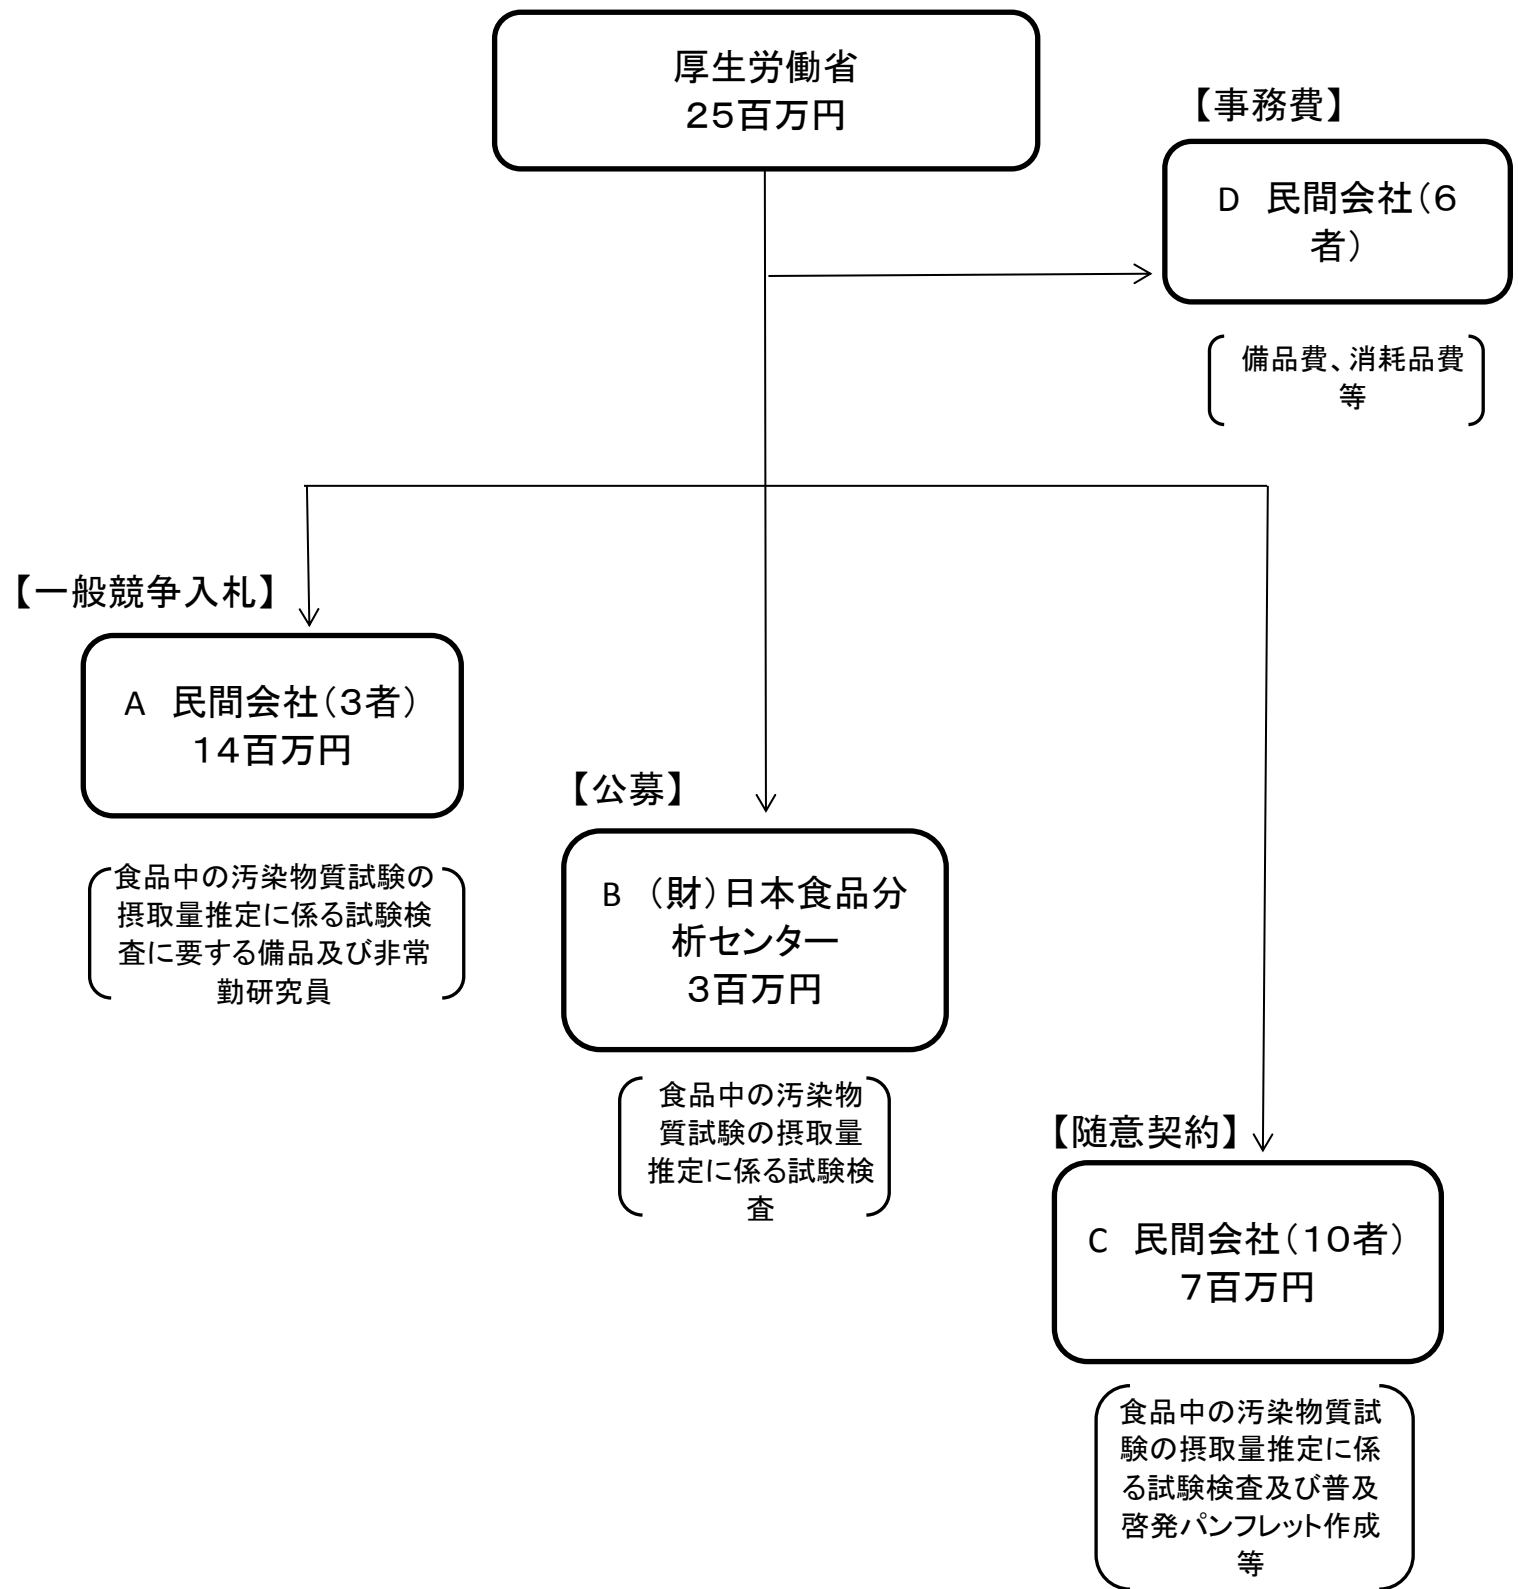 厚生労働省
２５百万円
【事務費】
D　民間会社（６
者）
備品費、消耗品費
等
【一般競争入札】
A　民間会社（３者）
１４百万円
食品中の汚染物質試験の
摂取量推定に係る試験検
査に要する備品及び非常
勤研究員
【公募】
B　（財）日本食品分
析センター
３百万円
食品中の汚染物
質試験の摂取量
推定に係る試験検
査
【随意契約】
C　民間会社（１０者）
７百万円
食品中の汚染物質試
験の摂取量推定に係
る試験検査及び普及
啓発パンフレット作成
等